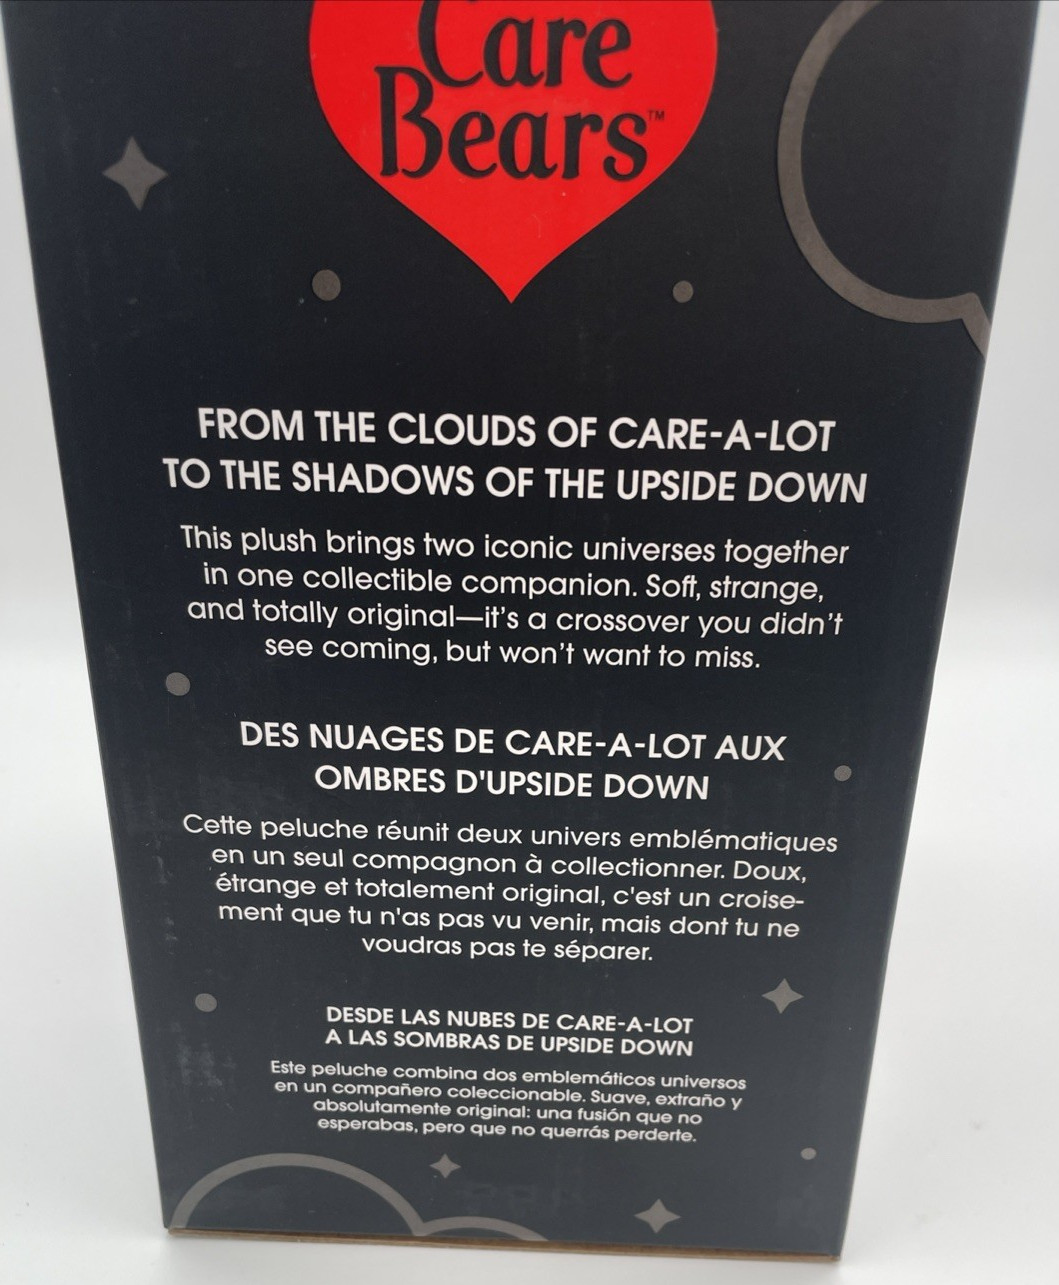 Care
Bears™
FROM THE CLOUDS OF CARE-A-LOT
TO THE SHADOWS OF THE UPSIDE DOWN
This plush brings two iconic universes together
in one collectible companion. Soft, strange,
and totally original—it's a crossover you didn't
see coming, but won't want to miss.
DES NUAGES DE CARE-A-LOT AUX
OMBRES D'UPSIDE DOWN
Cette peluche réunit deux univers emblématiques
en un seul compagnon à collectionner. Doux,
étrange et totalement original, c'est un croise-
ment que tu n'as pas vu venir, mais dont tu ne
voudras pas te séparer.
DESDE LAS NUBES DE CARE-A-LOT
A LAS SOMBRAS DE UPSIDE DOWN
Este peluche combina dos emblemáticos universos
en un compañero coleccionable. Suave, extraño y
absolutamente original: una fusión que no
esperabas, pero que no querrás perderte.